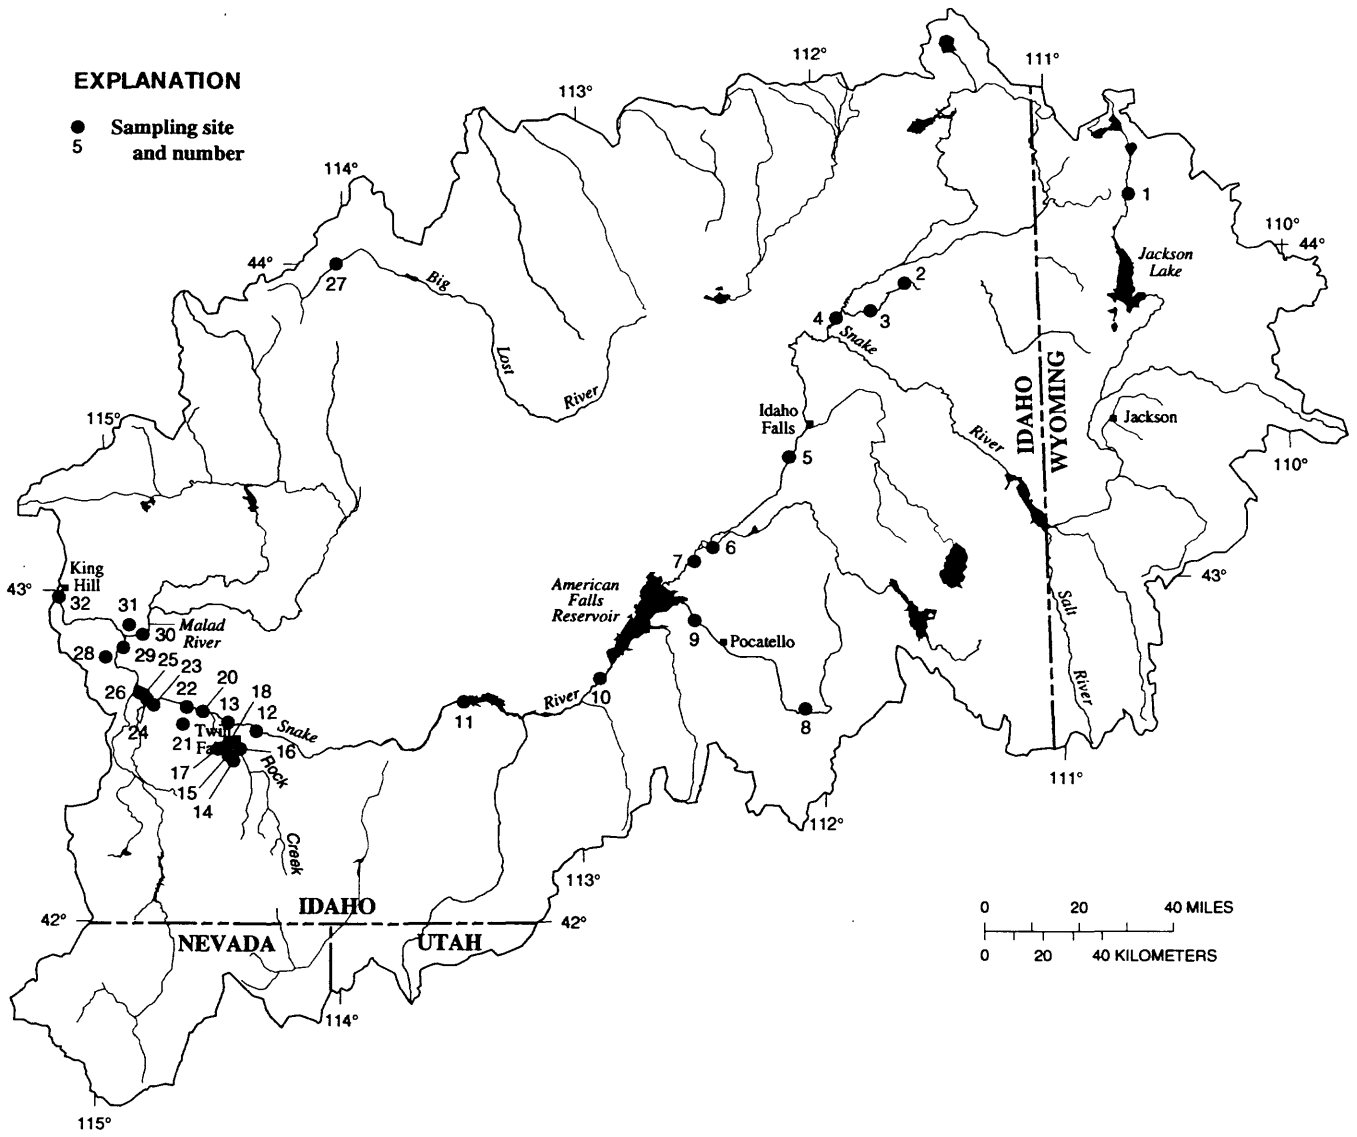 EXPLANATION
Sampling site
5 and number
112°
111°
113°
114°
110°
44°
44°
1
Jackson
Lake
27
Big
2
3
4
Snake
Lost
River
IDAHO
WYOMING
115°
Idaho
Falls
Jackson
River
110°
5
6
7
King
Hill
43°
32
American
Falls
Reservoir
43°
Salt
River
31
Malad
River
30
9
Pocatello
28
29
25
23
26
22
20
18
13
12
Snake
River
10
11
8
24
21
Twin
Fa
16
17
Rock
15
14
Creek
111°
112°
113°
42°
IDAHO
42°
NEVADA
UTAH
0 20 40 MILES
0 20 40 KILOMETERS
114°
115°